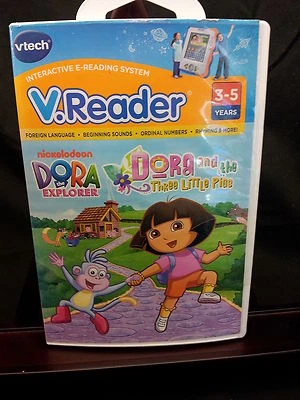 vtech
INTERACTIVE E-READING SYSTEM
V.Reader
3-5
YEARS
FOREIGN LANGUAGE • BEGINNING SOUNDS • ORDINAL NUMBERS • RHYMING & MORE!
nickelodeon
DORA
the
EXPLORER
DORA and the
Three Little Pigs